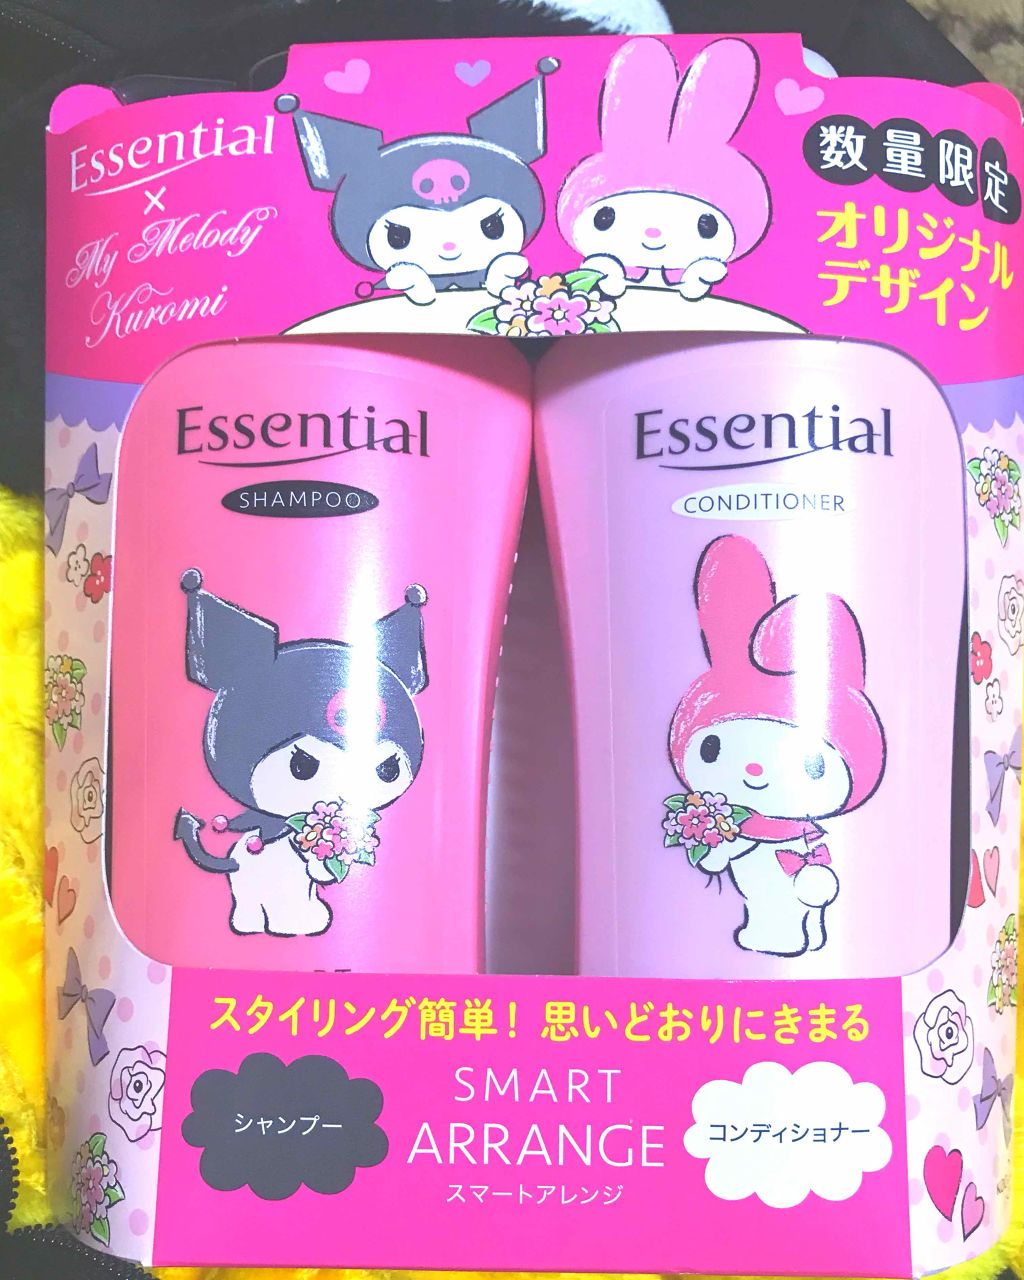 Essential
×
My Melody
Kuromi
数量限定
オリジナル
デザイン
Essential
SHAMPOO
Essential
CONDITIONER
スタイリング簡単！思いどおりにきまる
シャンプー
SMART
ARRANGE
スマートアレンジ
コンディショナー